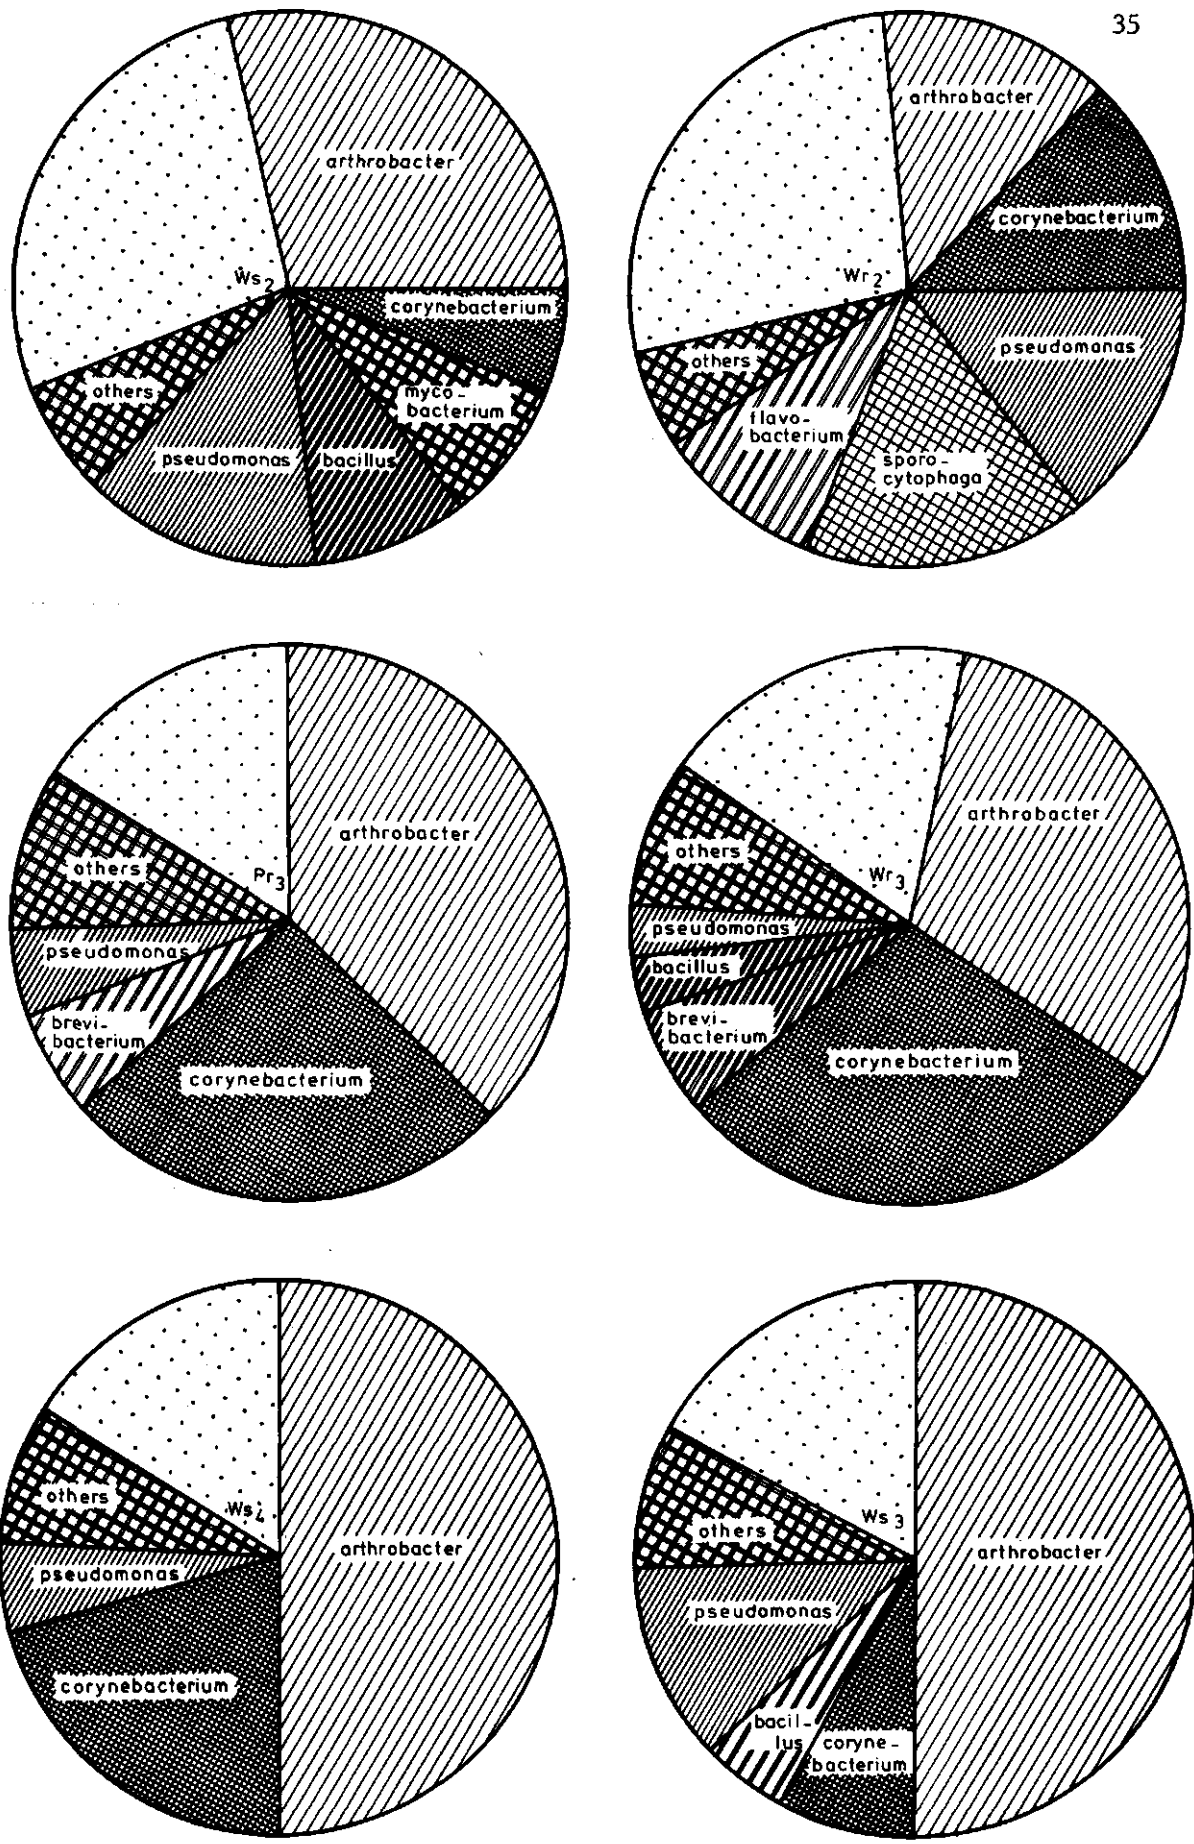 35
arthrobacter
Ws2
corynebacterium
myco-
bacterium
bacillus
pseudomonas
others
arthrobacter
corynebacterium
Wr2
pseudomonas
sporo-
cytophaga
flavo-
bacterium
others
arthrobacter
Pr3
others
pseudomonas
brevi-
bacterium
corynebacterium
arthrobacter
Wr3
others
pseudomonas
bacillus
brevi-
bacterium
corynebacterium
arthrobacter
Ws4
others
pseudomonas
corynebacterium
arthrobacter
Ws3
others
pseudomonas
bacil-
lus
coryne-
bacterium